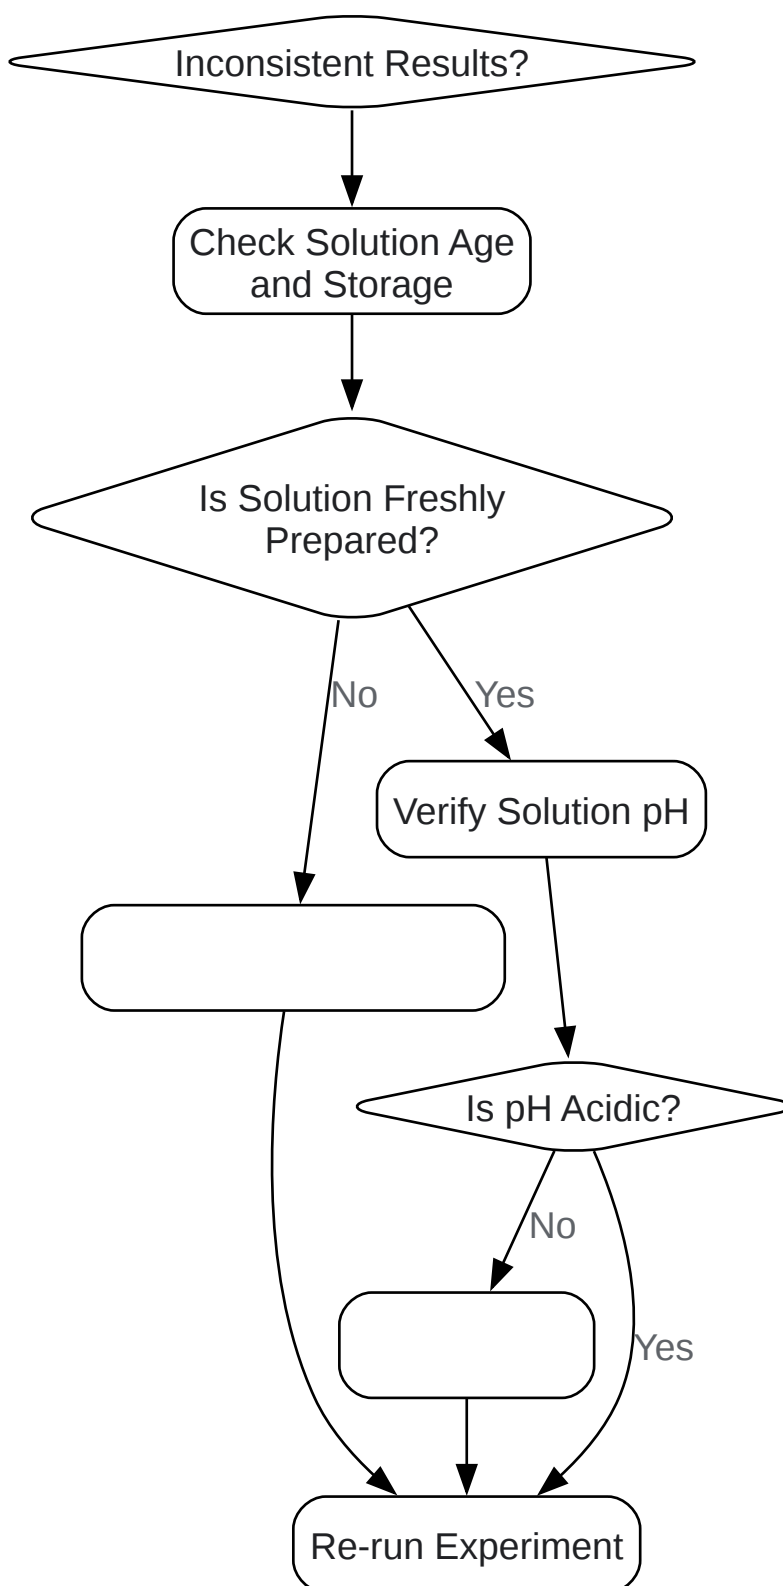 Inconsistent Results?
Check Solution Age
and Storage
Is Solution Freshly
Prepared?
No
Yes
Verify Solution pH
Is pH Acidic?
No
Yes
Re-run Experiment